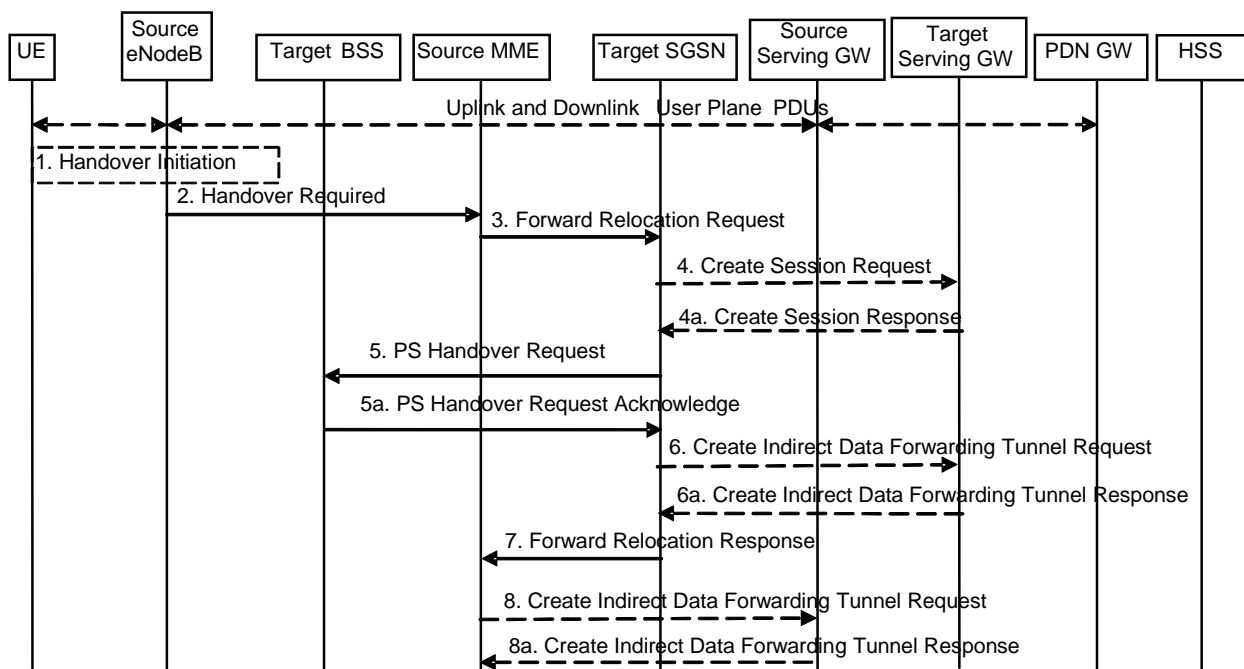 UE
Source
eNodeB
Target BSS
Source MME
Target SGSN
Source
Serving GW
Target
Serving GW
PDN GW
HSS
Uplink and Downlink User Plane PDUs
1. Handover Initiation
2. Handover Required
3. Forward Relocation Request
4. Create Session Request
4a. Create Session Response
5. PS Handover Request
5a. PS Handover Request Acknowledge
6. Create Indirect Data Forwarding Tunnel Request
6a. Create Indirect Data Forwarding Tunnel Response
7. Forward Relocation Response
8. Create Indirect Data Forwarding Tunnel Request
8a. Create Indirect Data Forwarding Tunnel Response